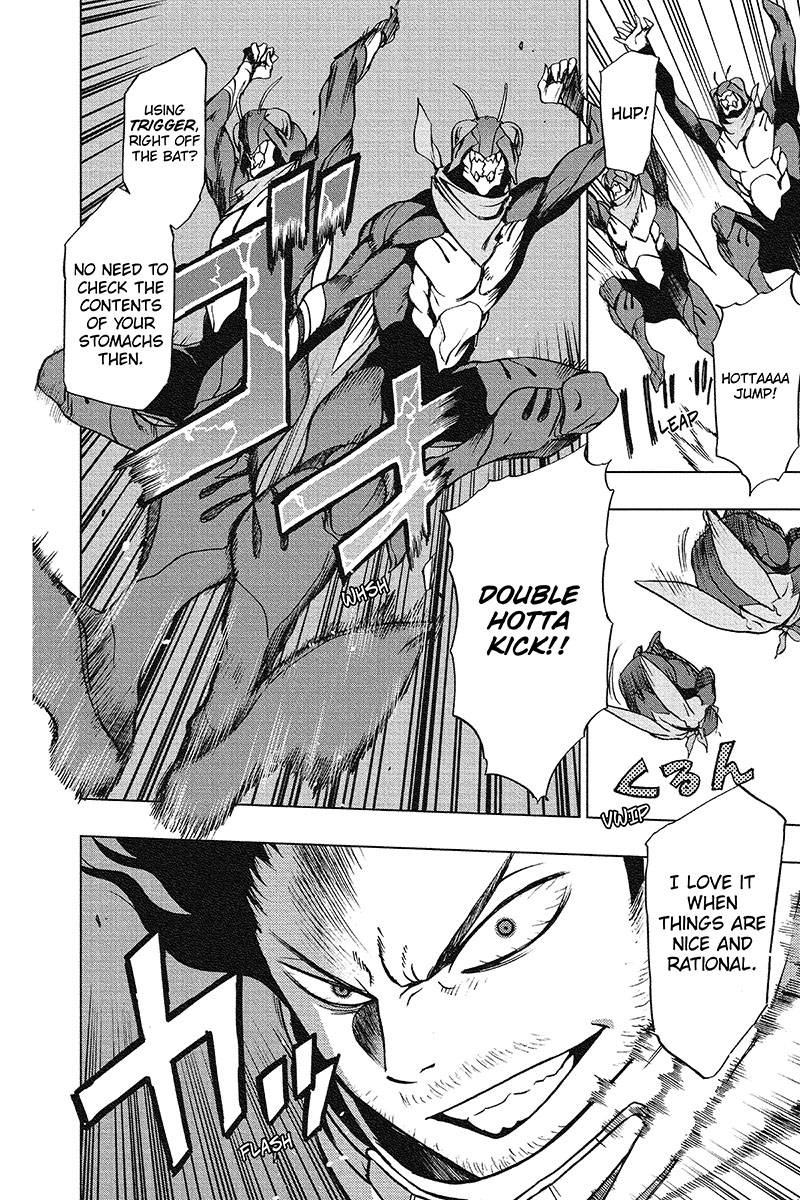 HUP!
HOTTAAAA
JUMP!
LEAP
くるん
VWIP
DOUBLE
HOTTA
KICK!!
USING
TRIGGER,
RIGHT OFF
THE BAT?
NO NEED TO
CHECK THE
CONTENTS
OF YOUR
STOMACHS
THEN.
ゴオ
WHSH
I LOVE IT
WHEN
THINGS ARE
NICE AND
RATIONAL.
カッ
FLASH